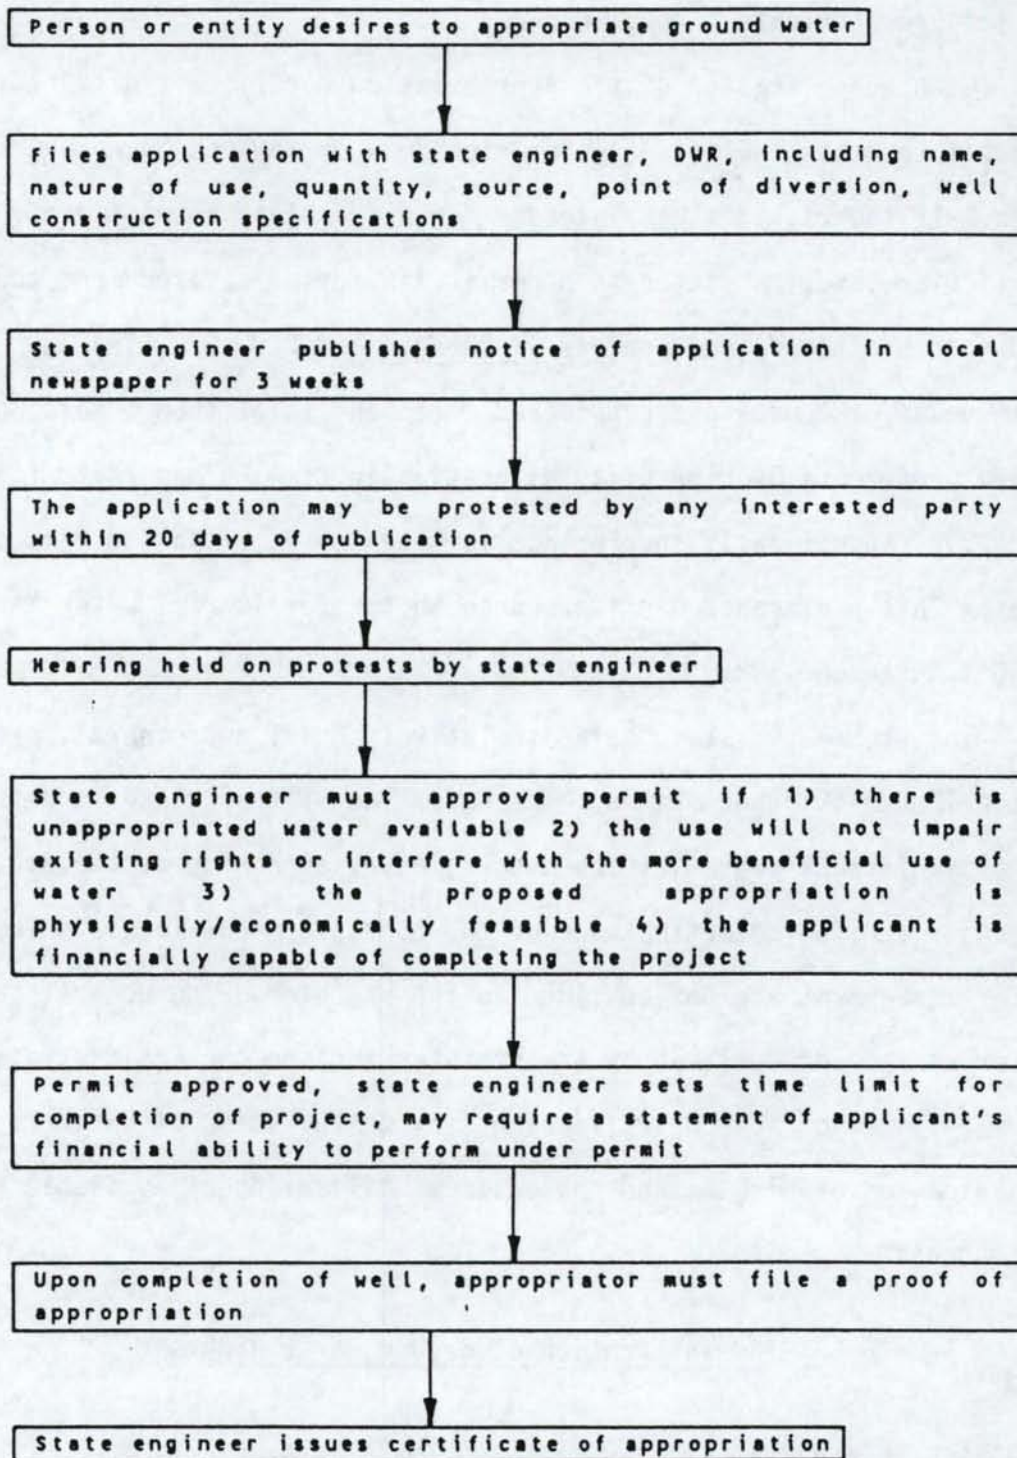 Person or entity desires to appropriate ground water
Files application with state engineer, DWR, including name,
nature of use, quantity, source, point of diversion, well
construction specifications
State engineer publishes notice of application in local
newspaper for 3 weeks
The application may be protested by any interested party
within 20 days of publication
Hearing held on protests by state engineer
State engineer must approve permit if 1) there is
unappropriated water available 2) the use will not impair
existing rights or interfere with the more beneficial use of
water 3) the proposed appropriation is
physically/economically feasible 4) the applicant is
financially capable of completing the project
Permit approved, state engineer sets time limit for
completion of project, may require a statement of applicant's
financial ability to perform under permit
Upon completion of well, appropriator must file a proof of
appropriation
State engineer issues certificate of appropriation